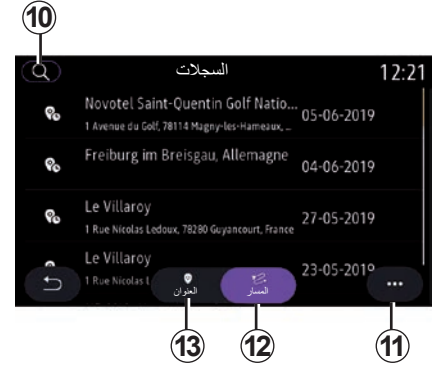 10
السجلات
12:21
Novotel Saint-Quentin Golf Natio...
05-06-2019
1 Avenue du Golf, 78114 Magny-les-Hameaux, ...
Freiburg im Breisgau, Allemagne
04-06-2019
Le Villaroy
27-05-2019
1 Rue Nicolas Ledoux, 78280 Guyancourt, France
Le Villaroy
23-05-2019
1 Rue Nicolas
العنوان
المسار
13
12
11